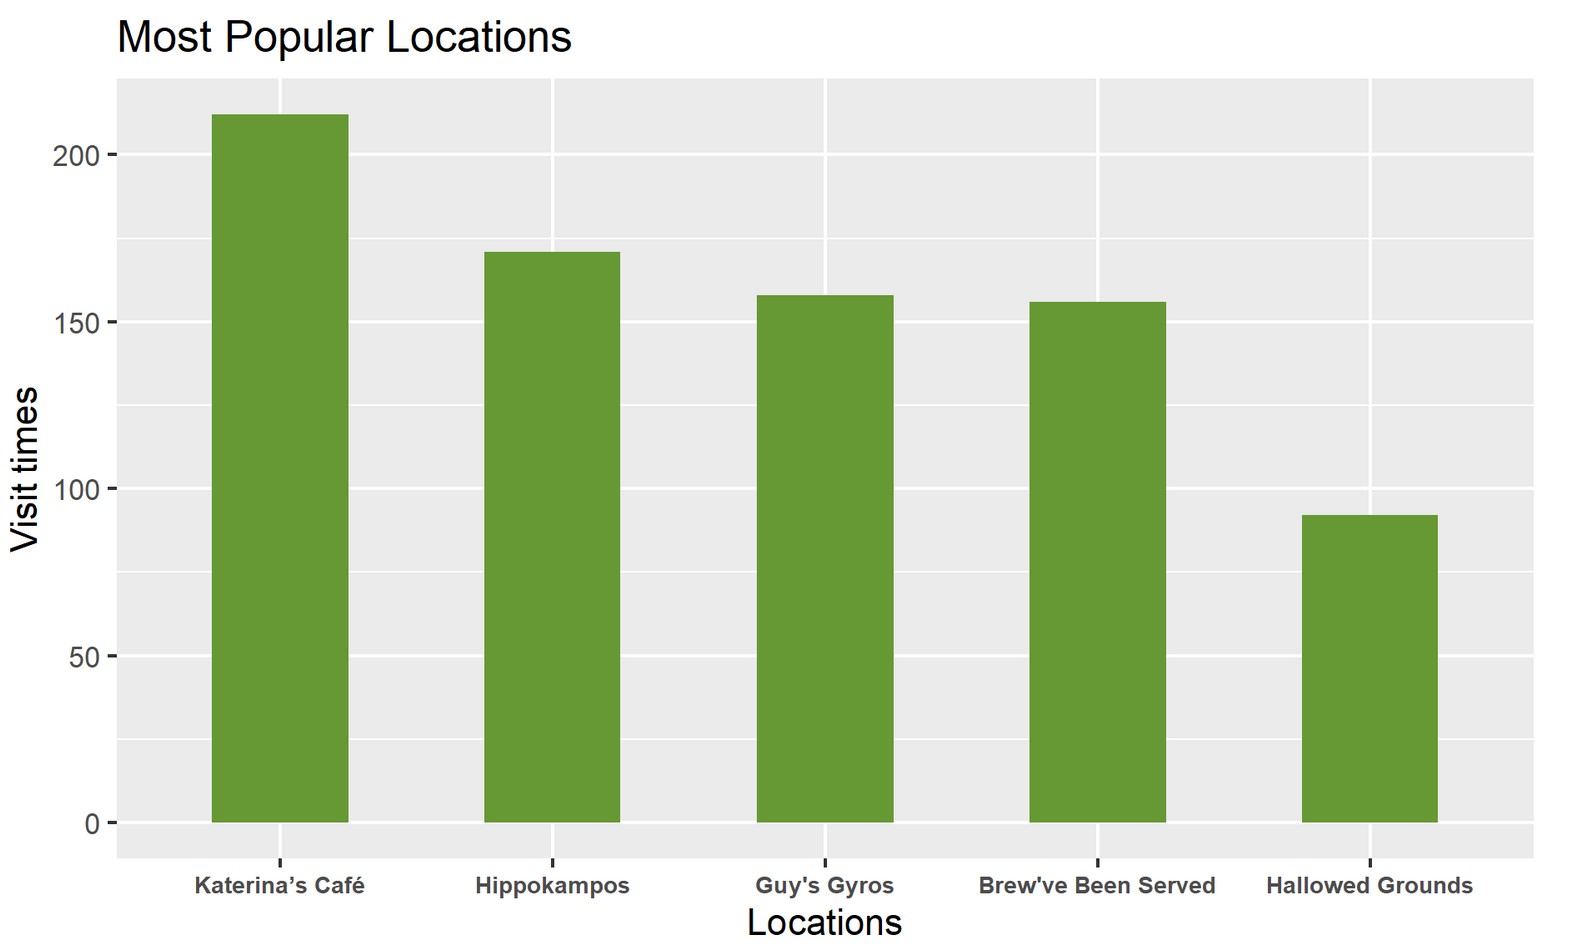 Most Popular Locations
200
150
100
50
0
Visit times
Katerina’s Café
Hippokampos
Guy's Gyros
Brew've Been Served
Hallowed Grounds
Locations